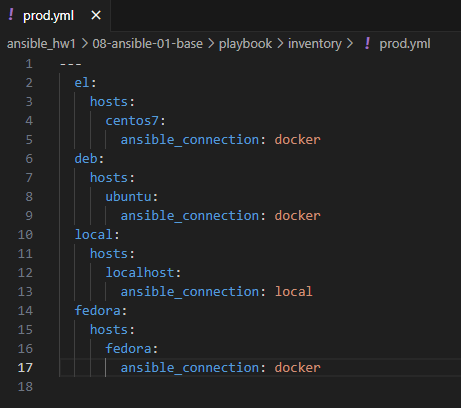 ! prod.yml ×
ansible_hw1 > 08-ansible-01-base > playbook > inventory > ! prod.yml
1 ---
2   el:
3     hosts:
4       centos7:
5         ansible_connection: docker
6   deb:
7     hosts:
8       ubuntu:
9         ansible_connection: docker
10   local:
11     hosts:
12       localhost:
13         ansible_connection: local
14   fedora:
15     hosts:
16       fedora:
17         ansible_connection: docker
18